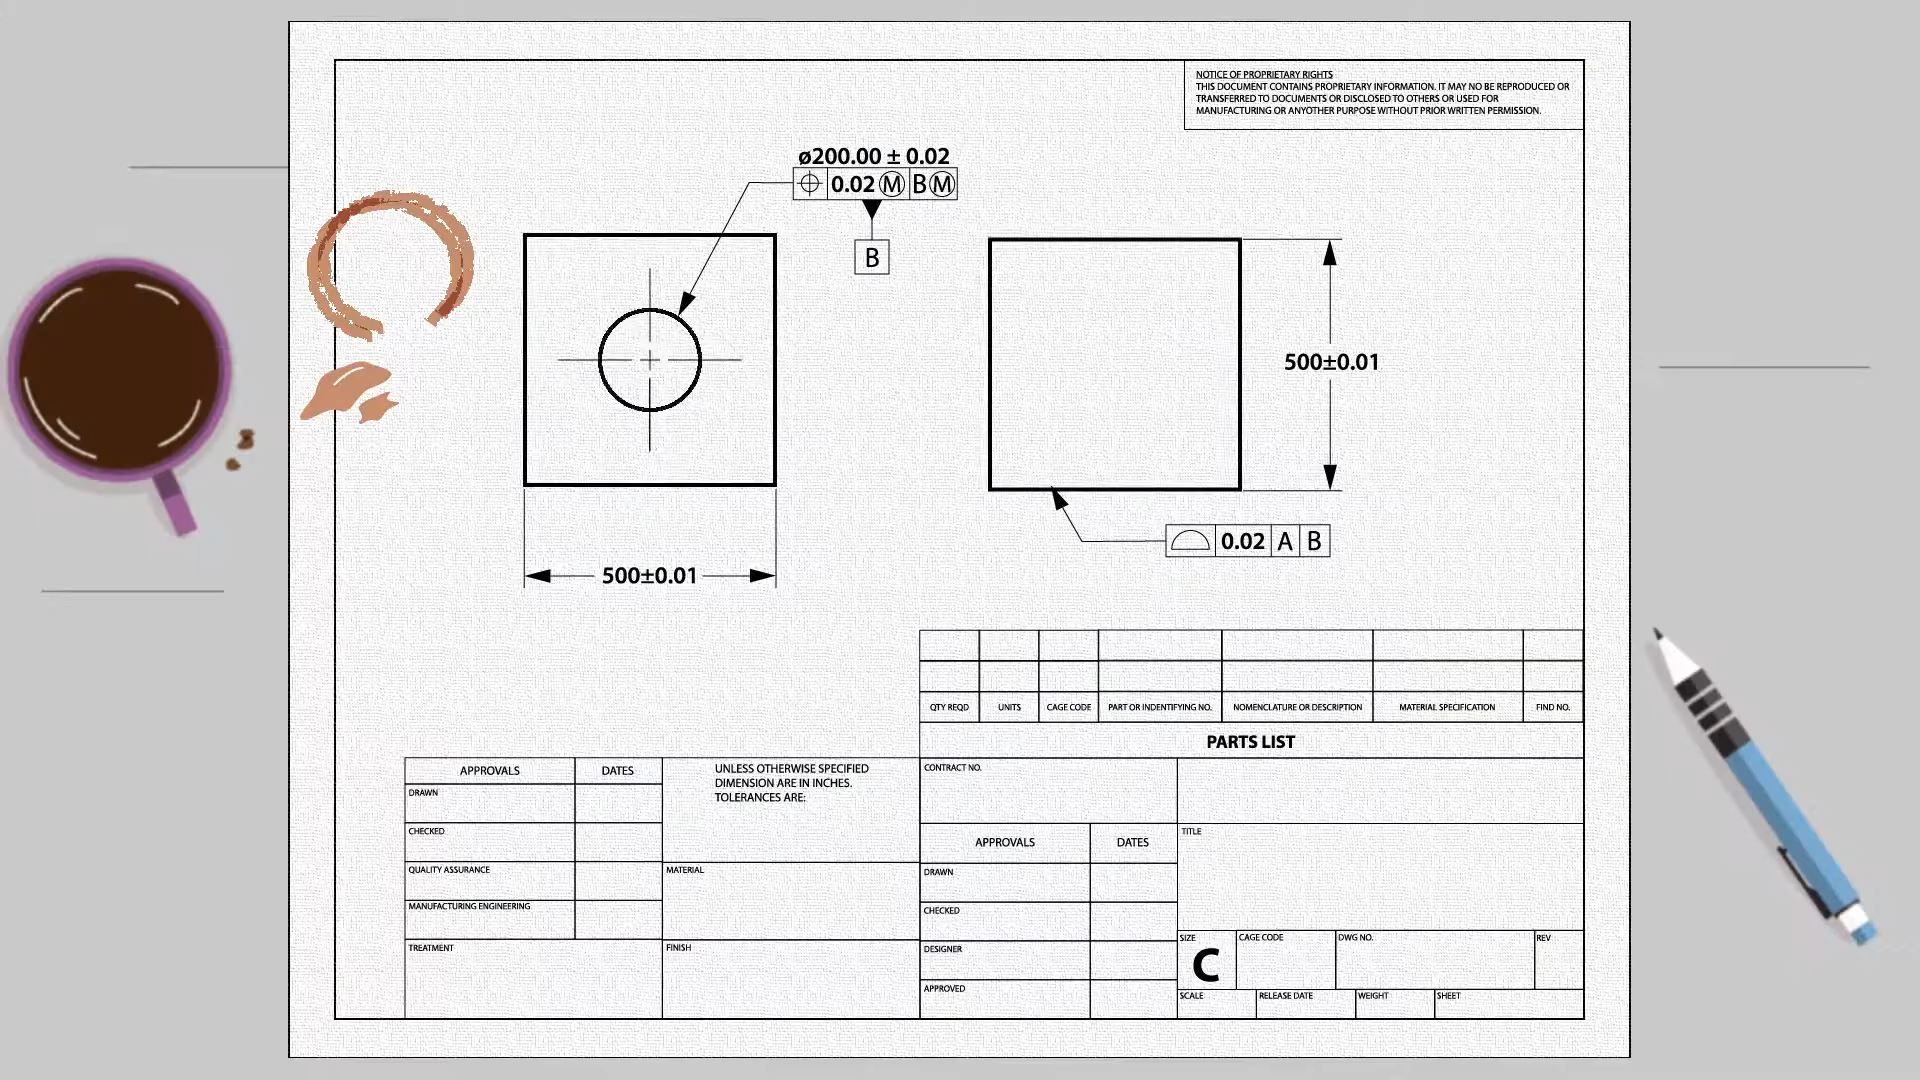 NOTICE OF PROPRIETARY RIGHTS
THIS DOCUMENT CONTAINS PROPRIETARY INFORMATION. IT MAY NO BE REPRODUCED OR
TRANSFERRED TO DOCUMENTS OR DISCLOSED TO OTHERS OR USED FOR
MANUFACTURING OR ANYOTHER PURPOSE WITHOUT PRIOR WRITTEN PERMISSION.
ø200.00 ± 0.02
⌖ 0.02 Ⓜ B Ⓜ
B
500±0.01
⌓ 0.02 A B
500±0.01
QTY REQD UNITS CAGE CODE PART OR INDENTIFYING NO. NOMENCLATURE OR DESCRIPTION MATERIAL SPECIFICATION FIND NO.
PARTS LIST
APPROVALS DATES
DRAWN
CHECKED
QUALITY ASSURANCE
MANUFACTURING ENGINEERING
TREATMENT
UNLESS OTHERWISE SPECIFIED
DIMENSION ARE IN INCHES.
TOLERANCES ARE:
MATERIAL
FINISH
CONTRACT NO.
APPROVALS DATES
DRAWN
CHECKED
DESIGNER
APPROVED
TITLE
SIZE CAGE CODE DWG NO. REV
C
SCALE RELEASE DATE WEIGHT SHEET